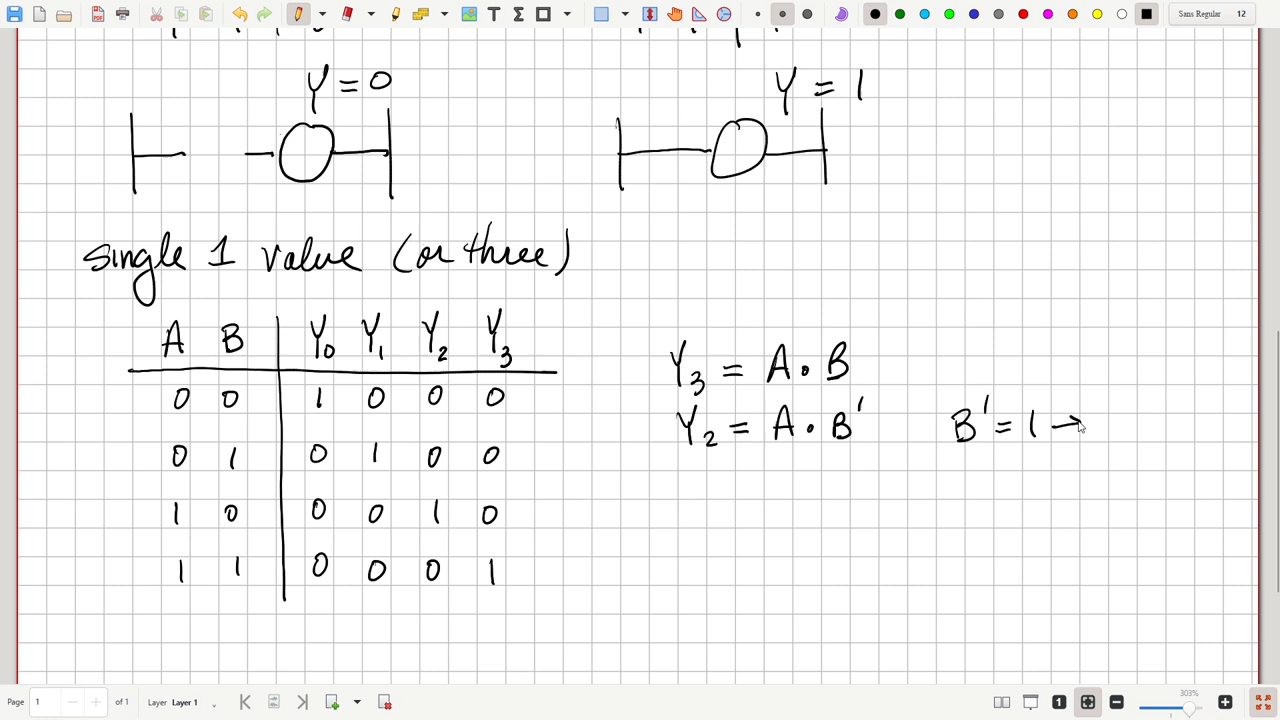 Sans Regular 12
Y = 0
Y = 1
single 1 value (or three)
A B Y₀ Y₁ Y₂ Y₃
0 0 1 0 0 0
0 1 0 1 0 0
1 0 0 0 1 0
1 1 0 0 0 1
Y₃ = A • B
Y₂ = A • B' B' = 1 →
Page 1 of 1 Layer Layer 1 303%